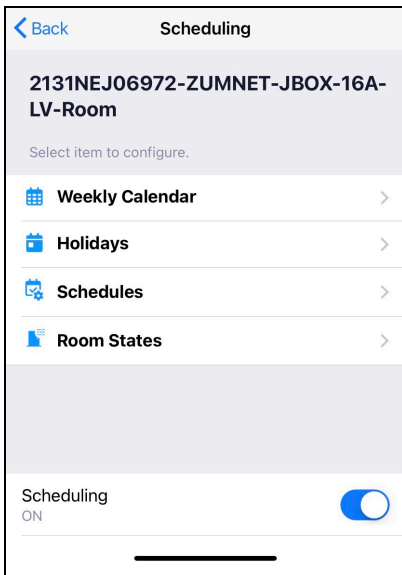 Back
Scheduling
2131NEJ06972-ZUMNET-JBOX-16A-
LV-Room
Select item to configure.
Weekly Calendar
Holidays
Schedules
Room States
Scheduling
ON